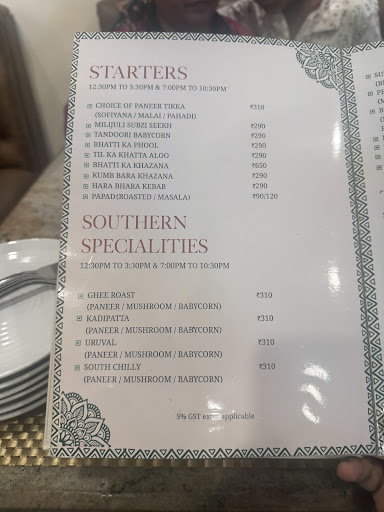 STARTERS
12:30PM TO 3:30PM & 7:00PM TO 10:30PM
CHOICE OF PANEER TIKKA ₹310
(SOFIYANA / MALAI / PAHADI)
MILIJULI SUBZI SEEKH ₹290
TANDOORI BABYCORN ₹290
BHATTI KA PHOOL ₹290
TIL KA KHATTA ALOO ₹290
BHATTI KA KHAZANA ₹650
KUMB BARA KHAZANA ₹290
HARA BHARA KEBAB ₹290
PAPAD(ROASTED / MASALA) ₹90/120
SOUTHERN
SPECIALITIES
12:30PM TO 3:30PM & 7:00PM TO 10:30PM
GHEE ROAST ₹310
(PANEER / MUSHROOM / BABYCORN)
KADIPATTA ₹310
(PANEER / MUSHROOM / BABYCORN)
URUVAL ₹310
(PANEER / MUSHROOM / BABYCORN)
SOUTH CHILLY ₹310
(PANEER / MUSHROOM / BABYCORN)
5% GST extra applicable